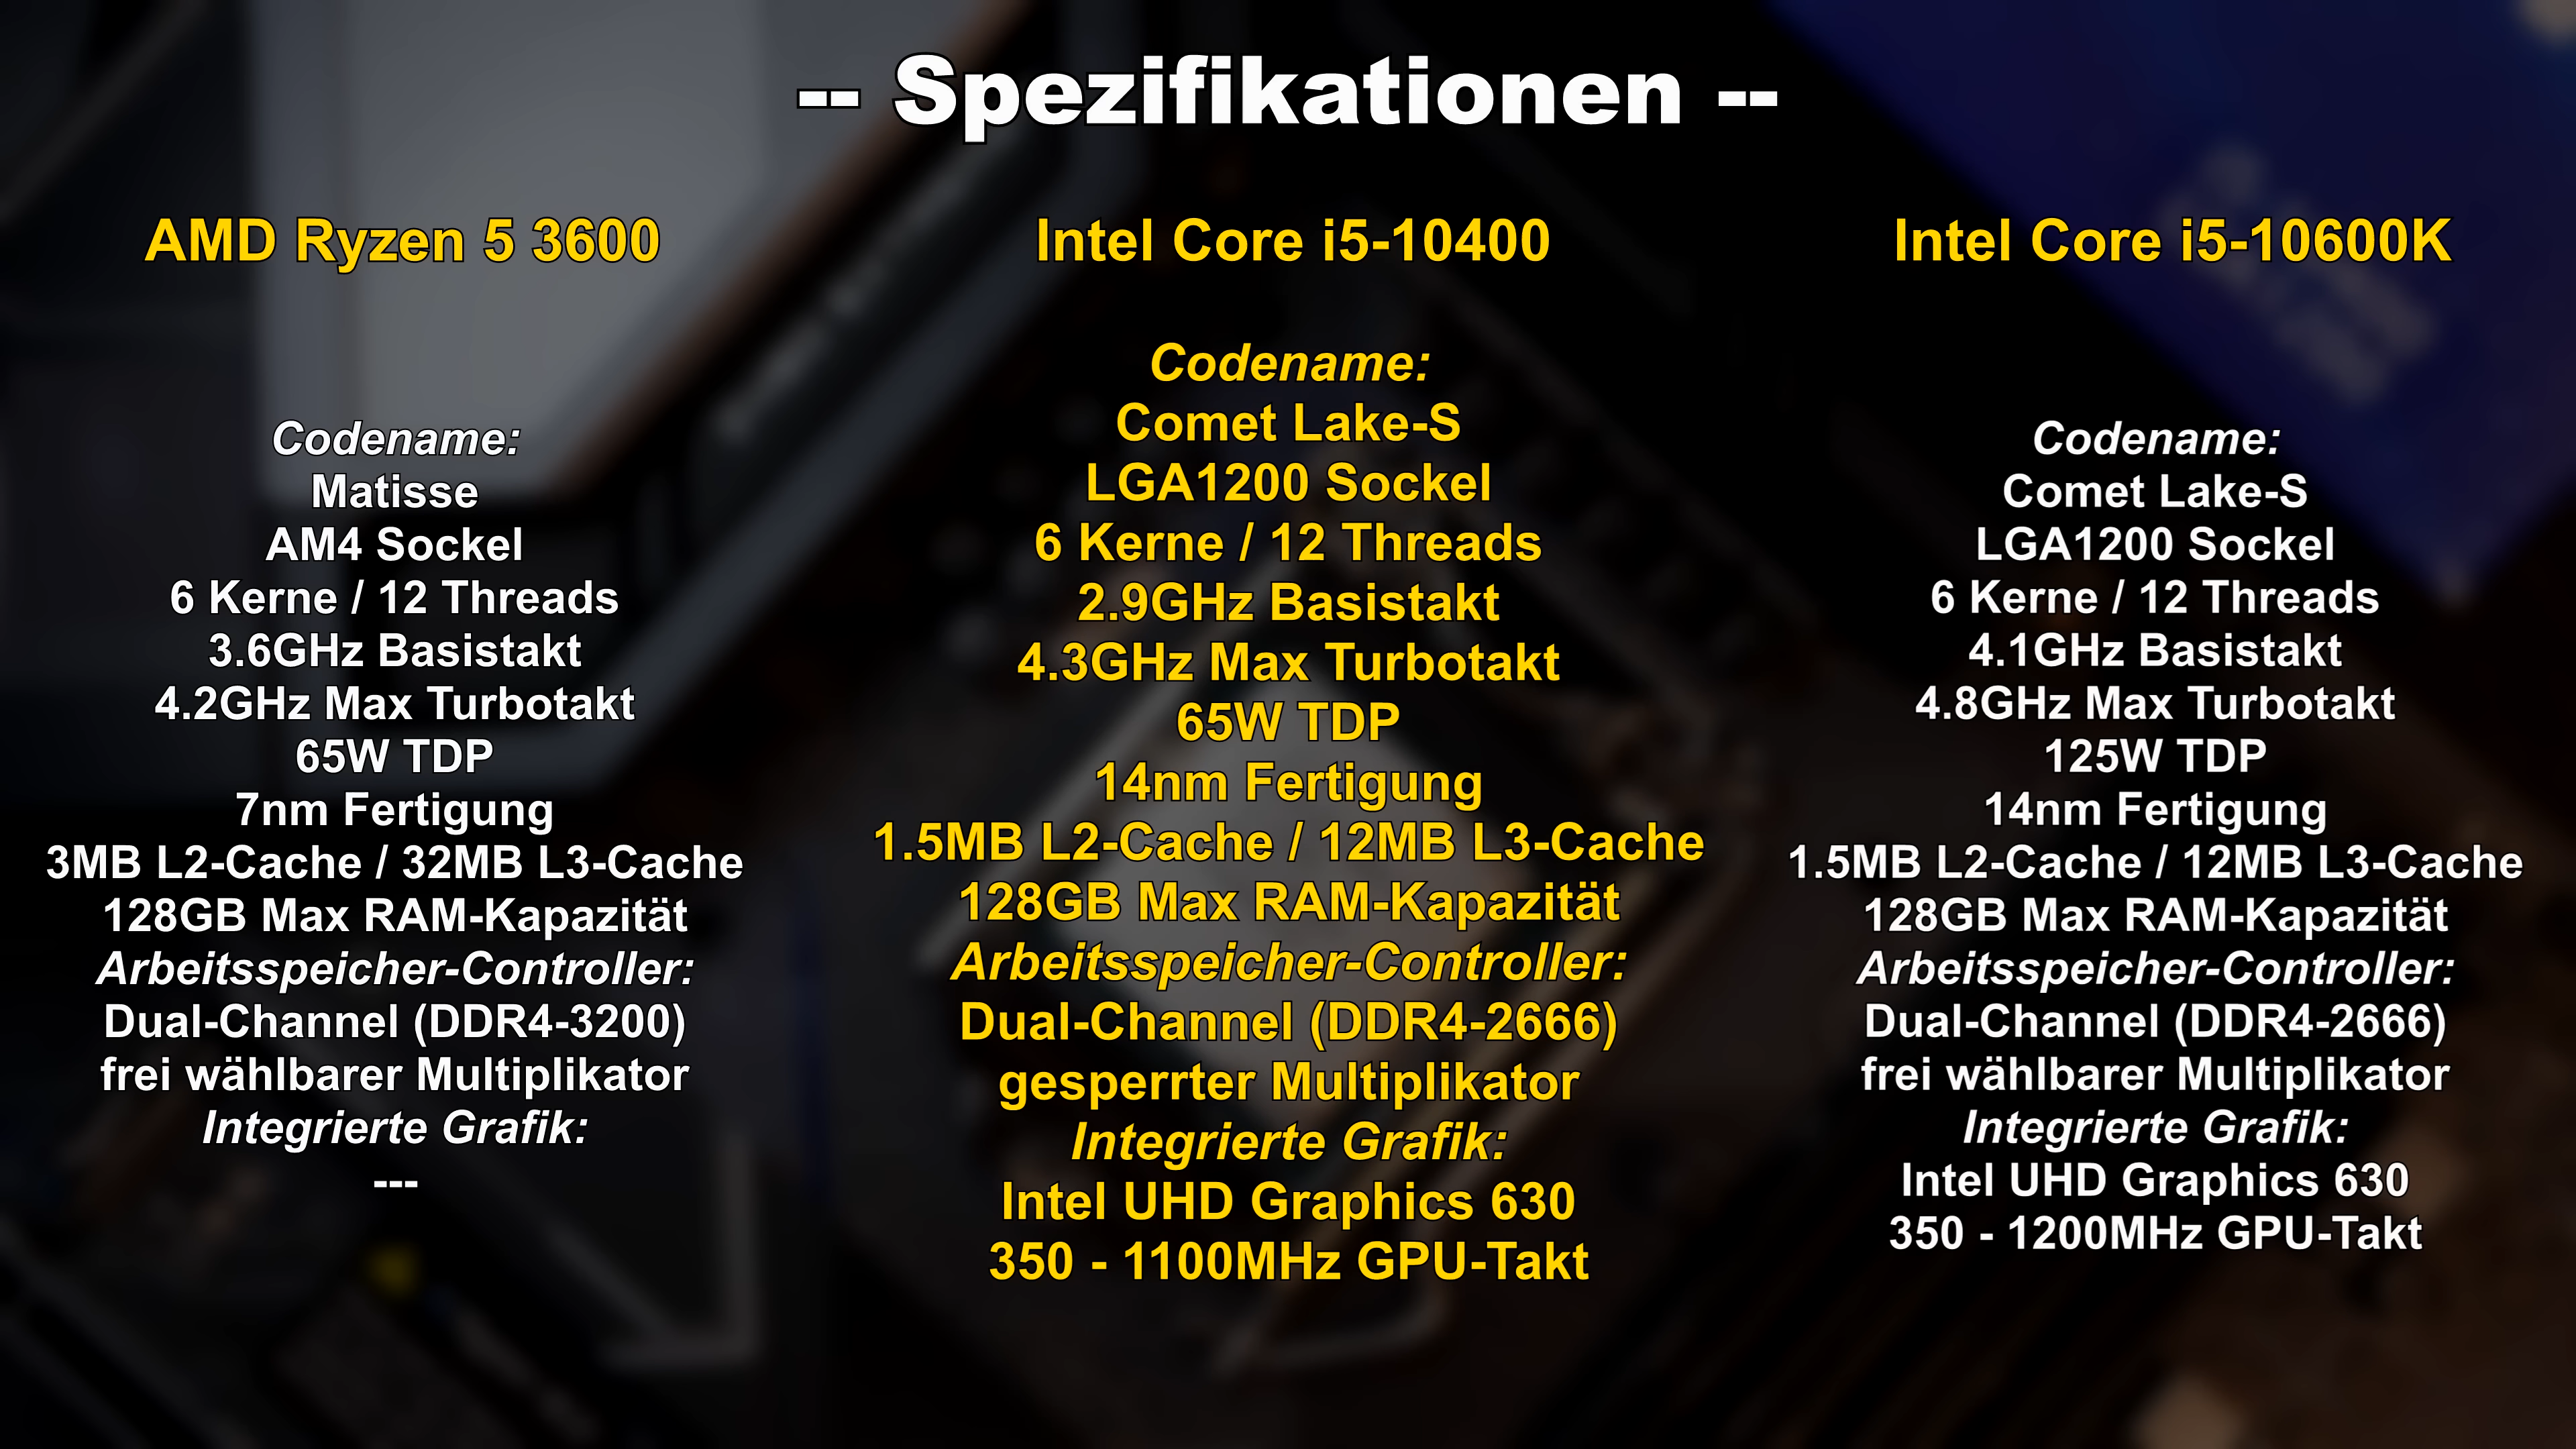 -- Spezifikationen --
AMD Ryzen 5 3600
Codename:
Matisse
AM4 Sockel
6 Kerne / 12 Threads
3.6GHz Basistakt
4.2GHz Max Turbotakt
65W TDP
7nm Fertigung
3MB L2-Cache / 32MB L3-Cache
128GB Max RAM-Kapazität
Arbeitsspeicher-Controller:
Dual-Channel (DDR4-3200)
frei wählbarer Multiplikator
Integrierte Grafik:
---
Intel Core i5-10400
Codename:
Comet Lake-S
LGA1200 Sockel
6 Kerne / 12 Threads
2.9GHz Basistakt
4.3GHz Max Turbotakt
65W TDP
14nm Fertigung
1.5MB L2-Cache / 12MB L3-Cache
128GB Max RAM-Kapazität
Arbeitsspeicher-Controller:
Dual-Channel (DDR4-2666)
gesperrter Multiplikator
Integrierte Grafik:
Intel UHD Graphics 630
350 - 1100MHz GPU-Takt
Intel Core i5-10600K
Codename:
Comet Lake-S
LGA1200 Sockel
6 Kerne / 12 Threads
4.1GHz Basistakt
4.8GHz Max Turbotakt
125W TDP
14nm Fertigung
1.5MB L2-Cache / 12MB L3-Cache
128GB Max RAM-Kapazität
Arbeitsspeicher-Controller:
Dual-Channel (DDR4-2666)
frei wählbarer Multiplikator
Integrierte Grafik:
Intel UHD Graphics 630
350 - 1200MHz GPU-Takt